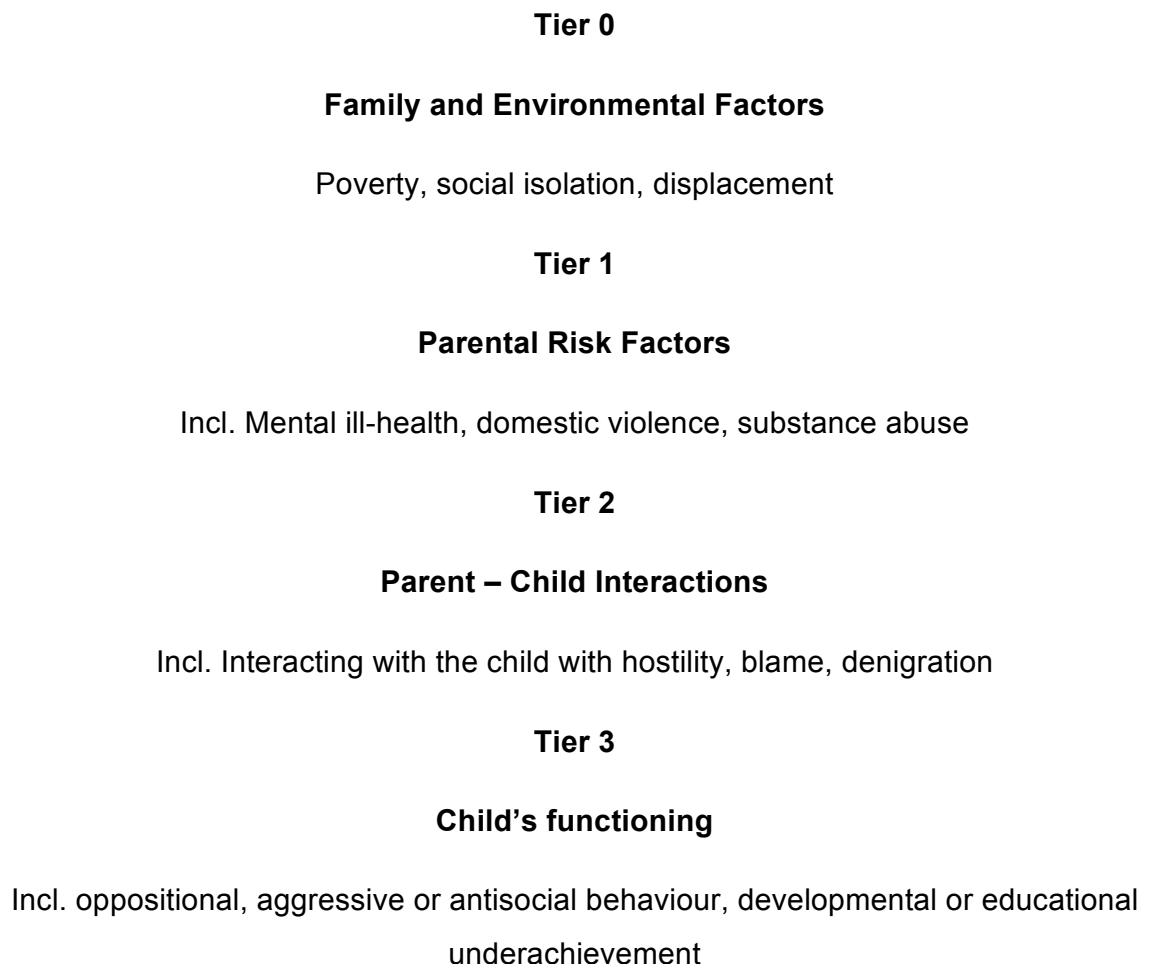 Tier 0
Family and Environmental Factors
Poverty, social isolation, displacement
Tier 1
Parental Risk Factors
Incl. Mental ill-health, domestic violence, substance abuse
Tier 2
Parent – Child Interactions
Incl. Interacting with the child with hostility, blame, denigration
Tier 3
Child’s functioning
Incl. oppositional, aggressive or antisocial behaviour, developmental or educational
underachievement